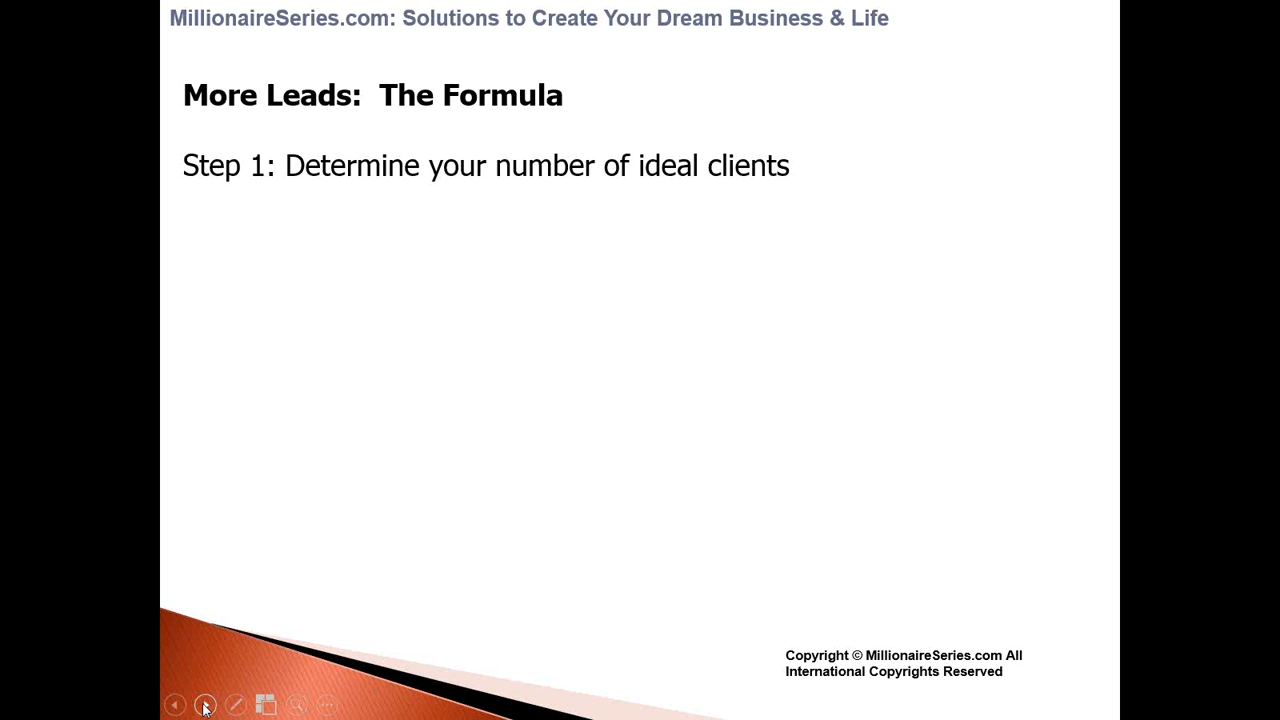 MillionaireSeries.com: Solutions to Create Your Dream Business & Life
More Leads:  The Formula
Step 1: Determine your number of ideal clients
Copyright © MillionaireSeries.com All
International Copyrights Reserved